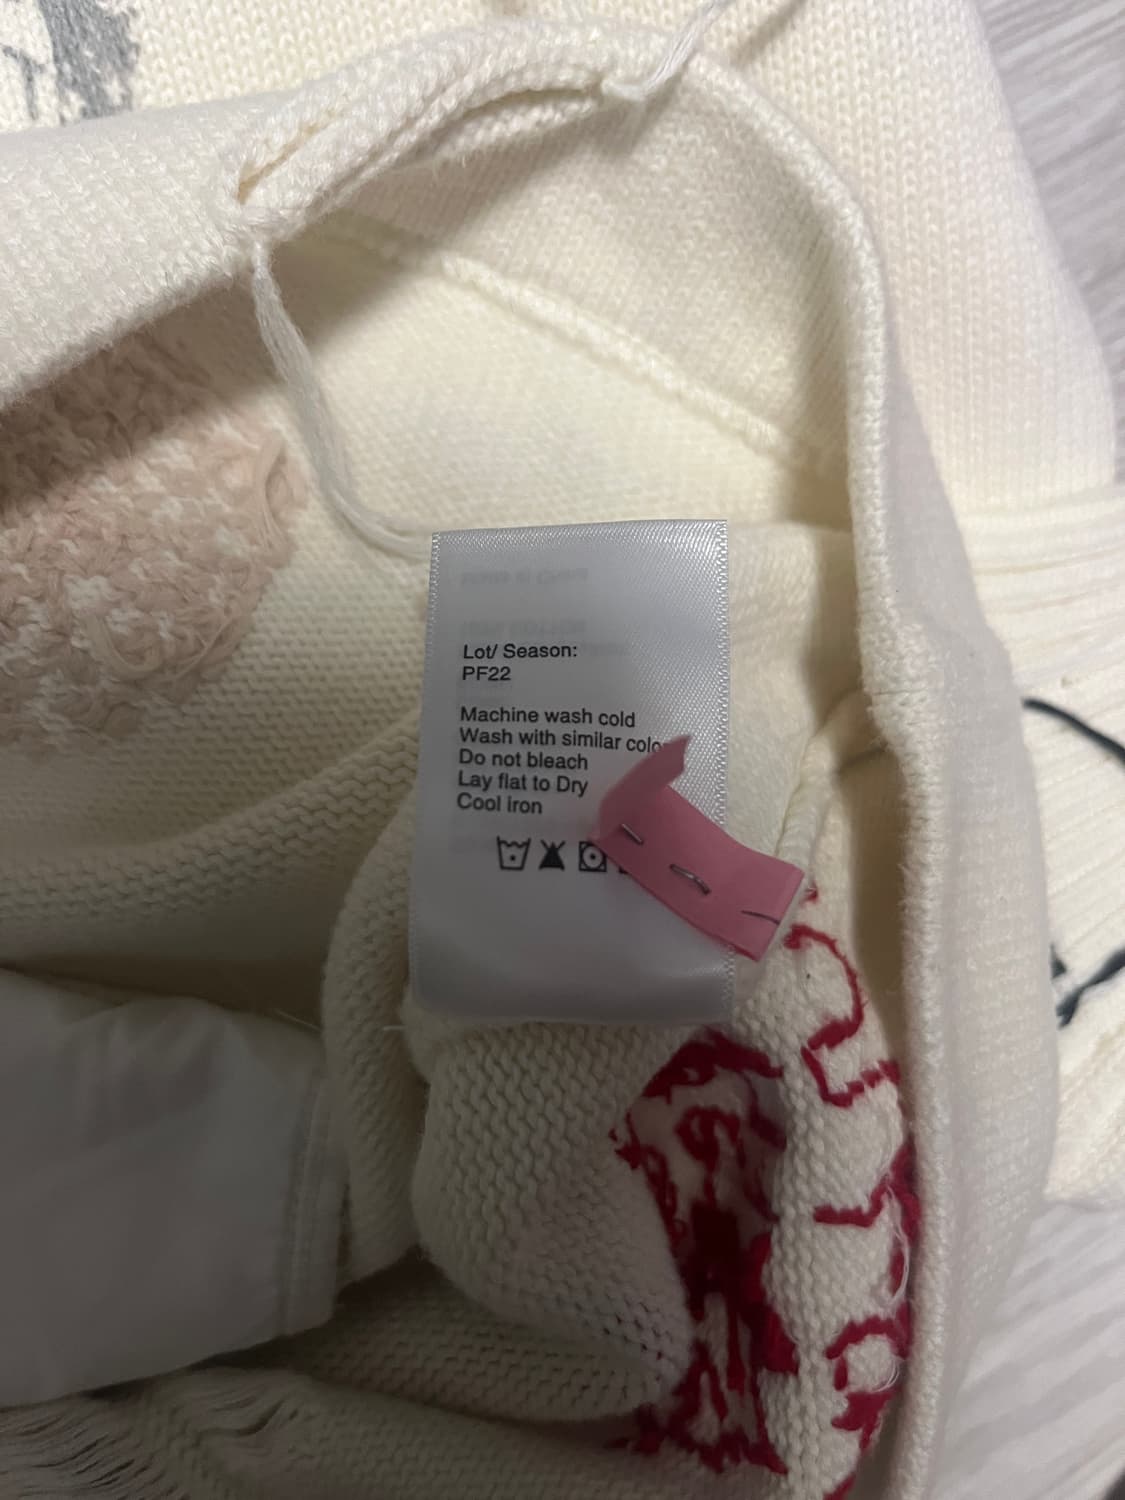 Lot/ Season:
PF22
Machine wash cold
Wash with similar colo
Do not bleach
Lay flat to Dry
Cool iron